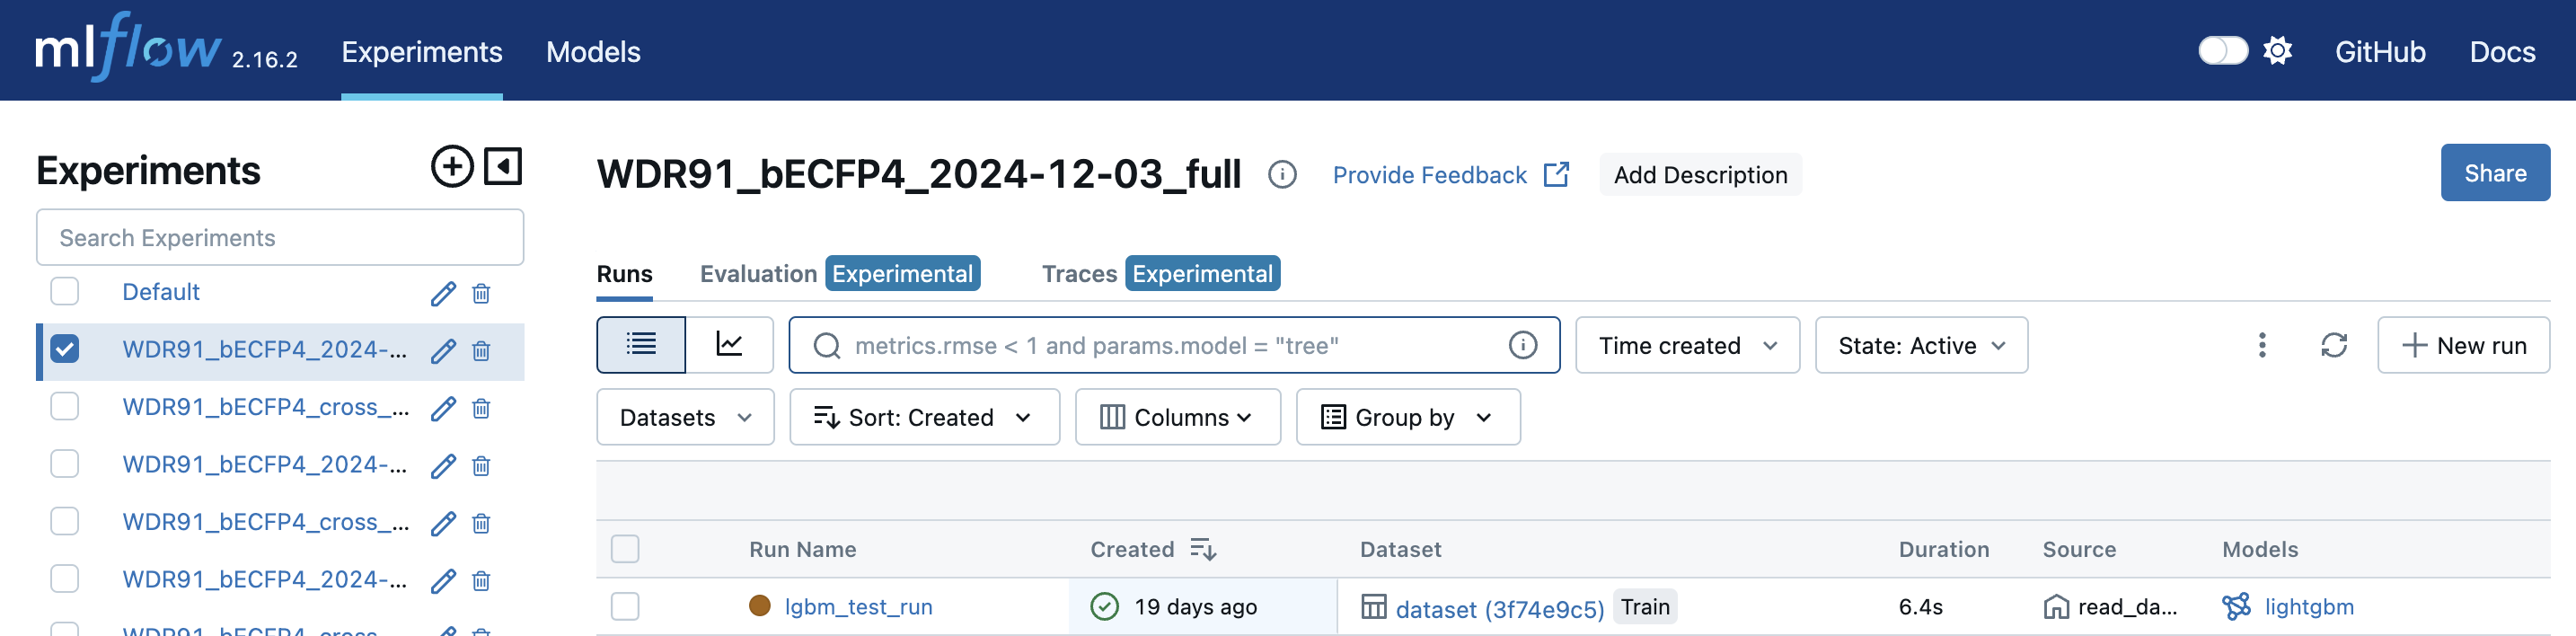 mlflow 2.16.2 Experiments Models GitHub Docs
Experiments
Search Experiments
Default
WDR91_bECFP4_2024-...
WDR91_bECFP4_cross_...
WDR91_bECFP4_2024-...
WDR91_bECFP4_cross_...
WDR91_bECFP4_2024-...
WDR91_bECFP4_cross_
WDR91_bECFP4_2024-12-03_full Provide Feedback Add Description Share
Runs Evaluation Experimental Traces Experimental
metrics.rmse < 1 and params.model = "tree" Time created State: Active New run
Datasets Sort: Created Columns Group by
Run Name Created Dataset Duration Source Models
lgbm_test_run 19 days ago dataset (3f74e9c5) Train 6.4s read_da... lightgbm